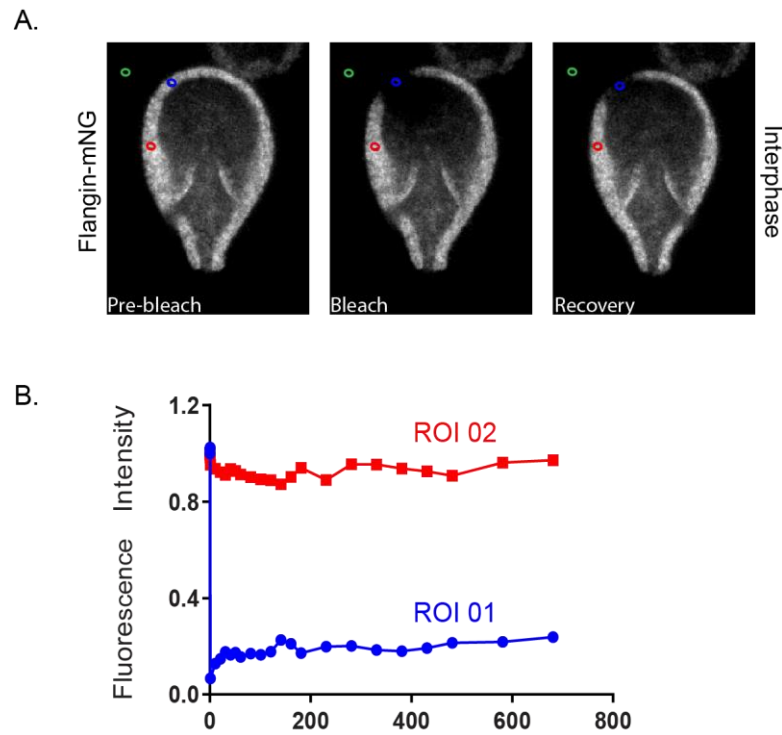 A.
Flangin-mNG
Pre-bleach
Bleach
Recovery
Interphase
B.
Fluorescence Intensity
1.2
0.8
0.4
0.0
ROI 02
ROI 01
0 200 400 600 800